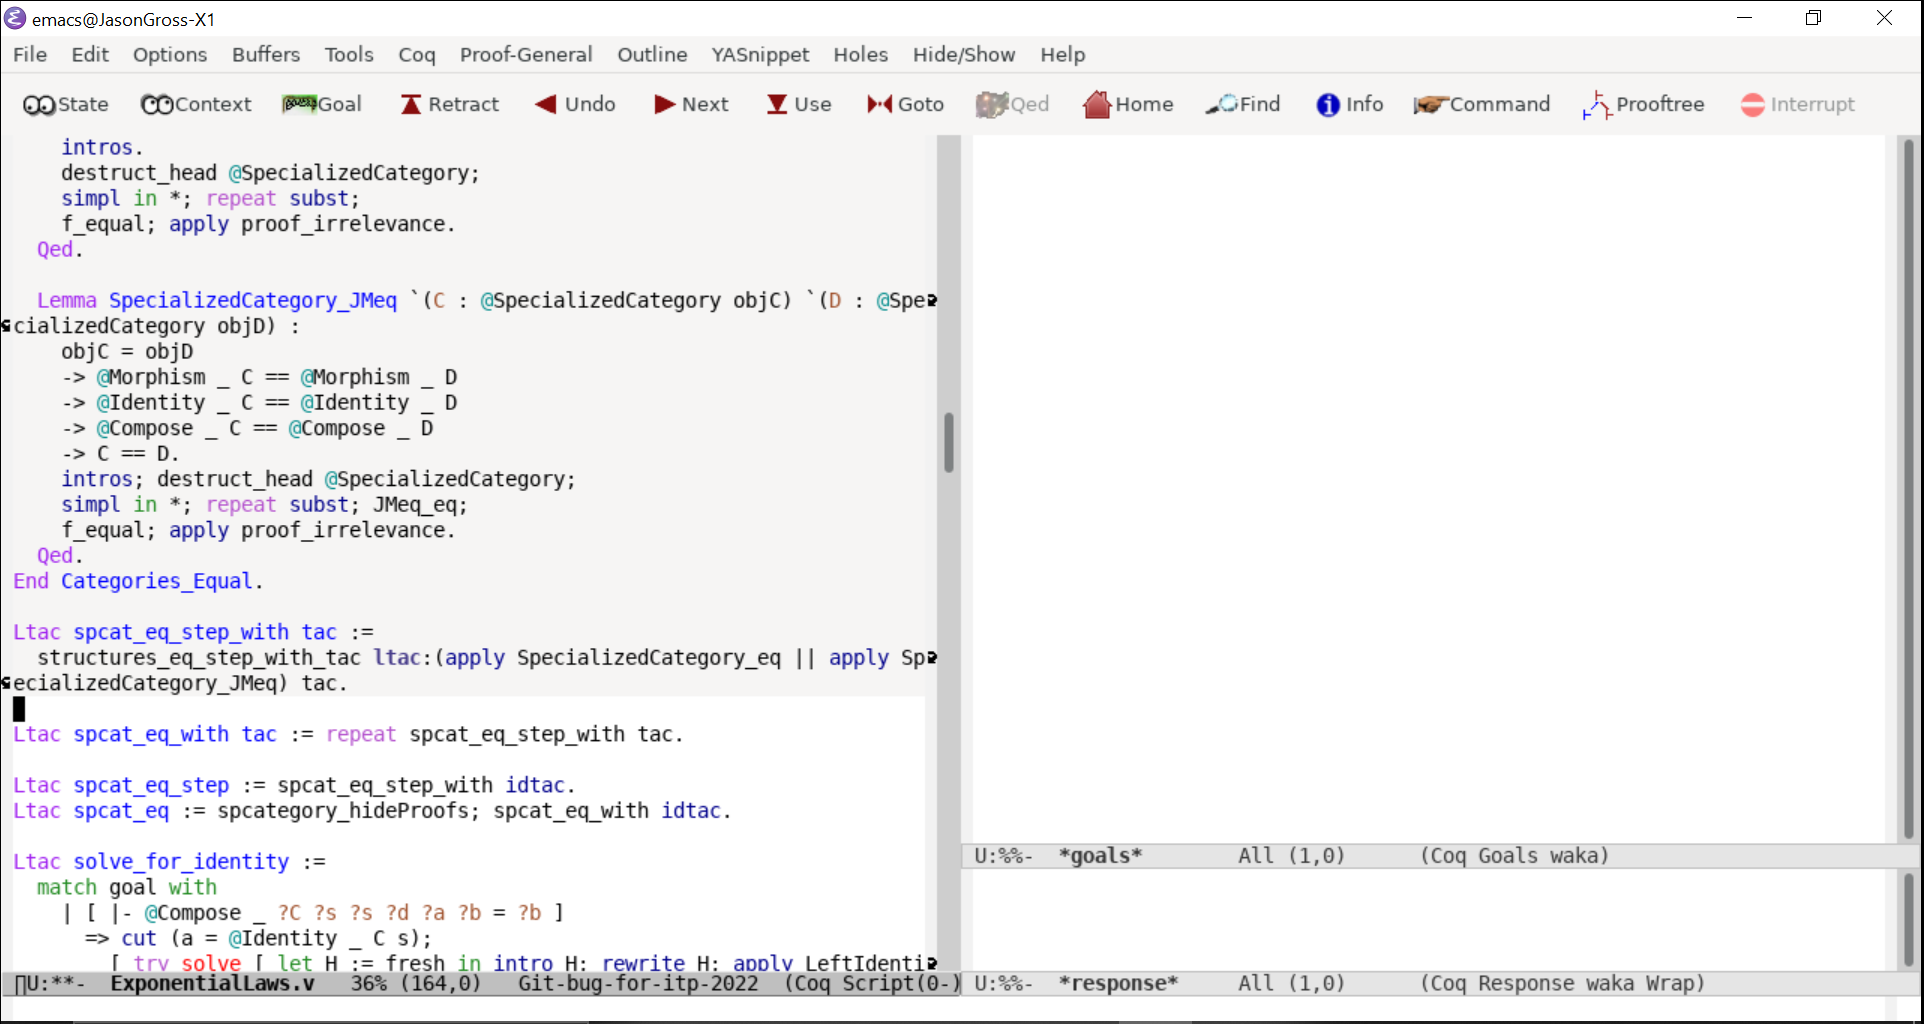 emacs@JasonGross-X1
File Edit Options Buffers Tools Coq Proof-General Outline YASnippet Holes Hide/Show Help
State Context Goal Retract Undo Next Use Goto Qed Home Find Info Command Prooftree Interrupt
intros.
destruct_head @SpecializedCategory;
simpl in *; repeat subst;
f_equal; apply proof_irrelevance.
Qed.
Lemma SpecializedCategory_JMeq `(C : @SpecializedCategory objC) `(D : @Spe
cializedCategory objD) :
objC = objD
-> @Morphism _ C == @Morphism _ D
-> @Identity _ C == @Identity _ D
-> @Compose _ C == @Compose _ D
-> C == D.
intros; destruct_head @SpecializedCategory;
simpl in *; repeat subst; JMeq_eq;
f_equal; apply proof_irrelevance.
Qed.
End Categories_Equal.
Ltac spcat_eq_step_with tac :=
structures_eq_step_with_tac ltac:(apply SpecializedCategory_eq || apply Sp
ecializedCategory_JMeq) tac.
Ltac spcat_eq_with tac := repeat spcat_eq_step_with tac.
Ltac spcat_eq_step := spcat_eq_step_with idtac.
Ltac spcat_eq := spcategory_hideProofs; spcat_eq_with idtac.
Ltac solve_for_identity :=
match goal with
| [ |- @Compose _ ?C ?s ?s ?d ?a ?b = ?b ]
=> cut (a = @Identity _ C s);
[ try solve [ let H := fresh in intro H; rewrite H; apply LeftIdenti
U:**- ExponentialLaws.v 36% (164,0) Git-bug-for-itp-2022 (Coq Script(0-)
U:%%- *goals* All (1,0) (Coq Goals waka)
U:%%- *response* All (1,0) (Coq Response waka Wrap)